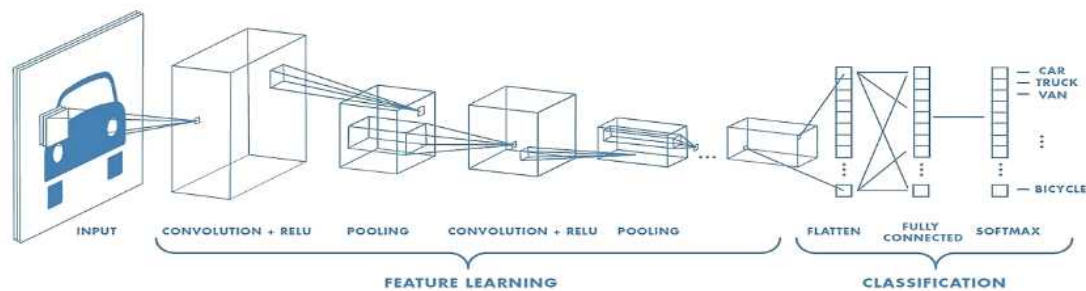 CAR
TRUCK
VAN
BICYCLE
INPUT
CONVOLUTION + RELU
POOLING
CONVOLUTION + RELU
POOLING
FLATTEN
FULLY
CONNECTED
SOFTMAX
FEATURE LEARNING
CLASSIFICATION